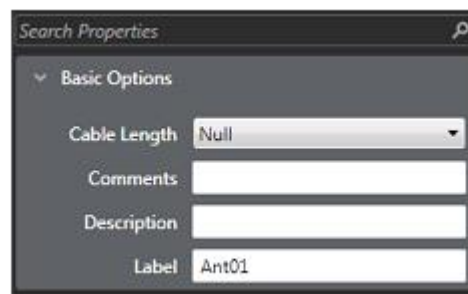 Search Properties
Basic Options
Cable Length Null
Comments
Description
Label Ant01